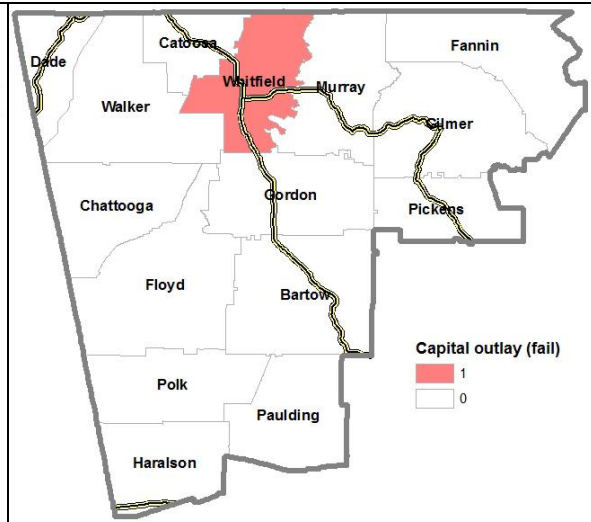 Catoosa
Fannin
Dade
Whitfield
Murray
Walker
Gilmer
Chattooga
Gordon
Pickens
Floyd
Bartow
Capital outlay (fail)
1
0
Polk
Paulding
Haralson